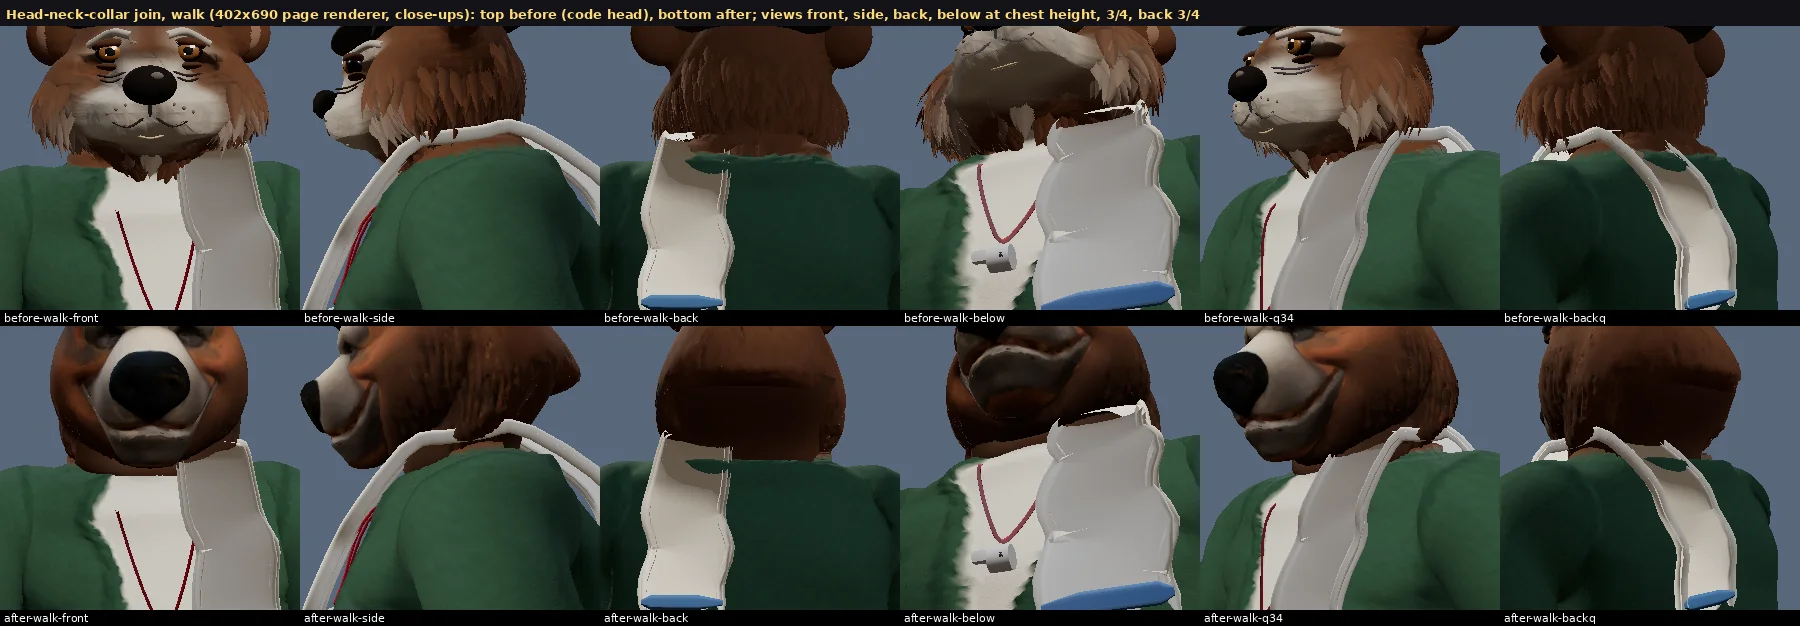 Head-neck-collar join, walk (402x690 page renderer, close-ups): top before (code head), bottom after; views front, side, back, below at chest height, 3/4, back 3/4
before-walk-front
before-walk-side
before-walk-back
before-walk-below
before-walk-q34
before-walk-backq
after-walk-front
after-walk-side
after-walk-back
after-walk-below
after-walk-q34
after-walk-backq